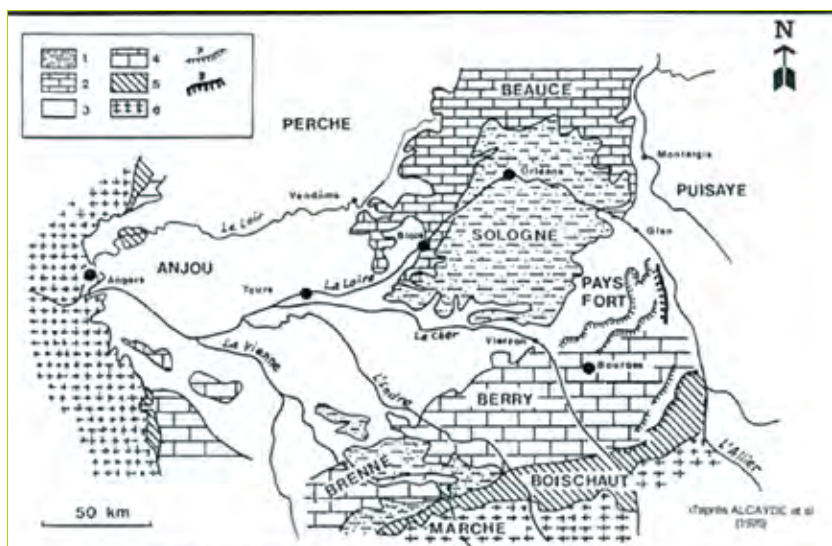 1 4 7
2 5 8
3 6
N
BEAUCE
PERCHE
Montargis
Orléans
PUISAYE
Vendôme
Le Loir
Blois
SOLOGNE
Gien
ANJOU
Angers
Tours
La Loire
PAYS
FORT
La Vienne
Le Cher
Vierzon
Bourges
L'Indre
BERRY
BRENNE
BOISCHAUT
L'Allier
50 km
MARCHE
d'après ALCAYDE et al